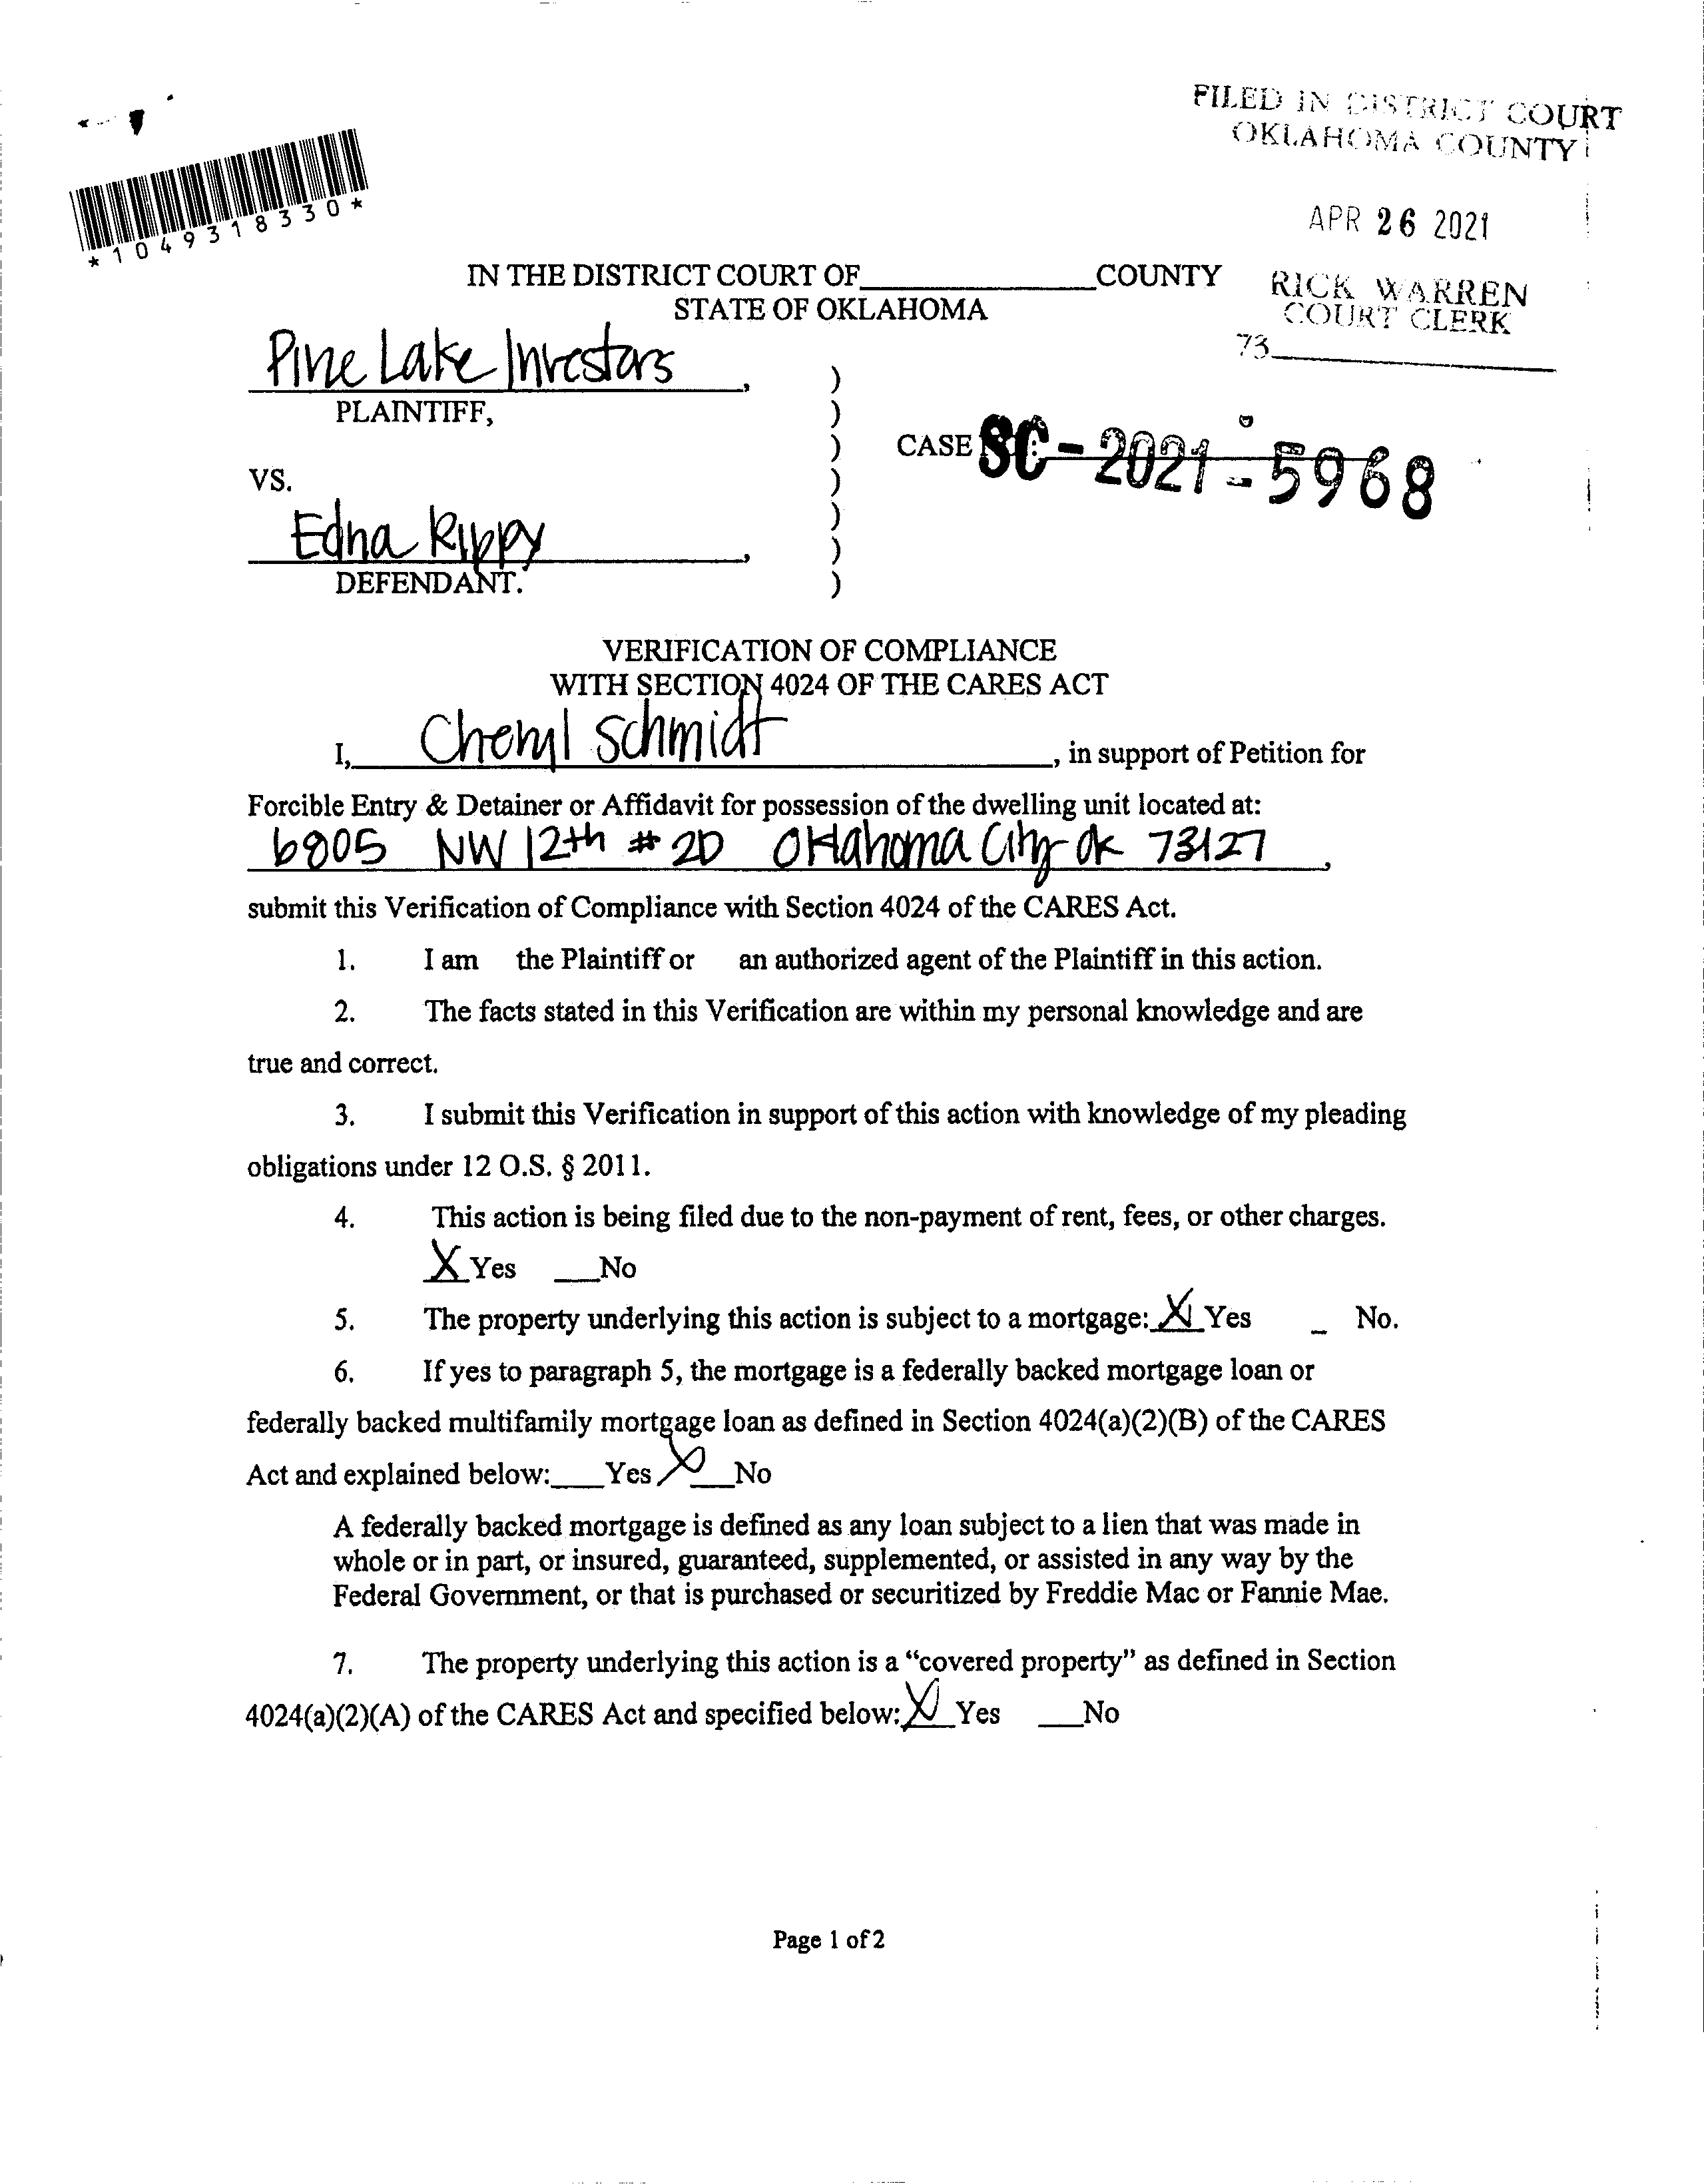 FILED IN DISTRICT COURT
OKLAHOMA COUNTY
APR 26 2021
*1049318330*
IN THE DISTRICT COURT OF______________COUNTY
STATE OF OKLAHOMA
RICK WARREN
COURT CLERK
73
Pine Lake Investors,
PLAINTIFF,
CASE SC-2021-5968
VS.
Edna Rippy,
DEFENDANT.
)
)
)
)
)
)
)
VERIFICATION OF COMPLIANCE
WITH SECTION 4024 OF THE CARES ACT
I, Cheryl Schmidt, in support of Petition for
Forcible Entry & Detainer or Affidavit for possession of the dwelling unit located at:
6805 NW 12th # 2D Oklahoma City Ok 73127,
submit this Verification of Compliance with Section 4024 of the CARES Act.
1. I am the Plaintiff or an authorized agent of the Plaintiff in this action.
2. The facts stated in this Verification are within my personal knowledge and are
true and correct.
3. I submit this Verification in support of this action with knowledge of my pleading
obligations under 12 O.S. § 2011.
4. This action is being filed due to the non-payment of rent, fees, or other charges.
X Yes ___No
5. The property underlying this action is subject to a mortgage: X Yes _ No.
6. If yes to paragraph 5, the mortgage is a federally backed mortgage loan or
federally backed multifamily mortgage loan as defined in Section 4024(a)(2)(B) of the CARES
Act and explained below:____Yes X No
A federally backed mortgage is defined as any loan subject to a lien that was made in
whole or in part, or insured, guaranteed, supplemented, or assisted in any way by the
Federal Government, or that is purchased or securitized by Freddie Mac or Fannie Mae.
7. The property underlying this action is a “covered property” as defined in Section
4024(a)(2)(A) of the CARES Act and specified below: X Yes ___No
Page 1 of 2